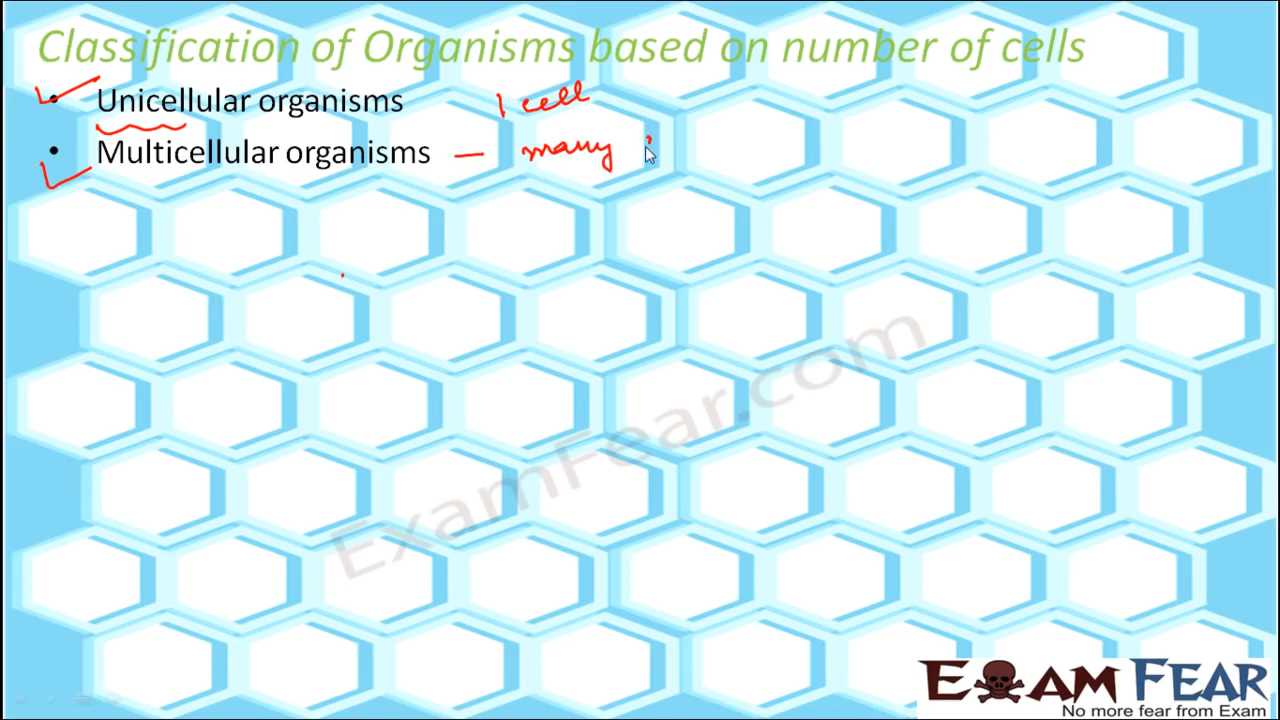 Classification of Organisms based on number of cells
• Unicellular organisms 1 cell
• Multicellular organisms — many
ExamFear.com
EXAM FEAR
No more fear from Exam